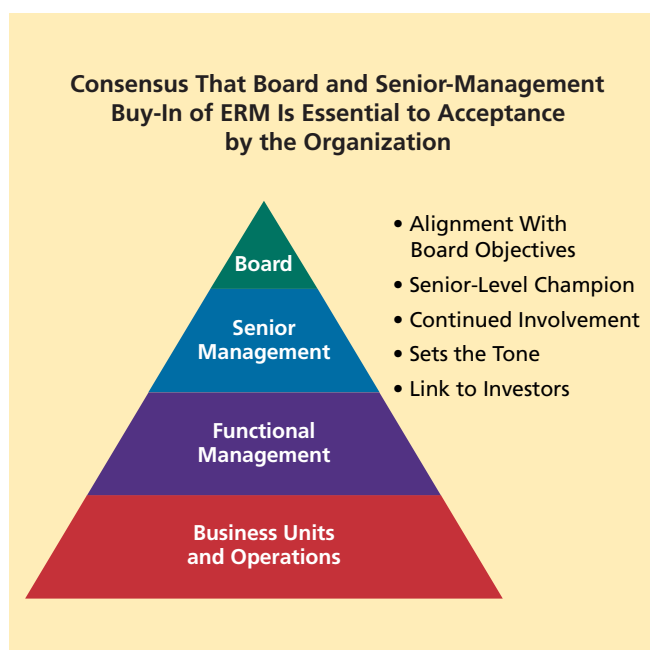 Consensus That Board and Senior-Management
Buy-In of ERM Is Essential to Acceptance
by the Organization
Board
Senior
Management
Functional
Management
Business Units
and Operations
• Alignment With
Board Objectives
• Senior-Level Champion
• Continued Involvement
• Sets the Tone
• Link to Investors